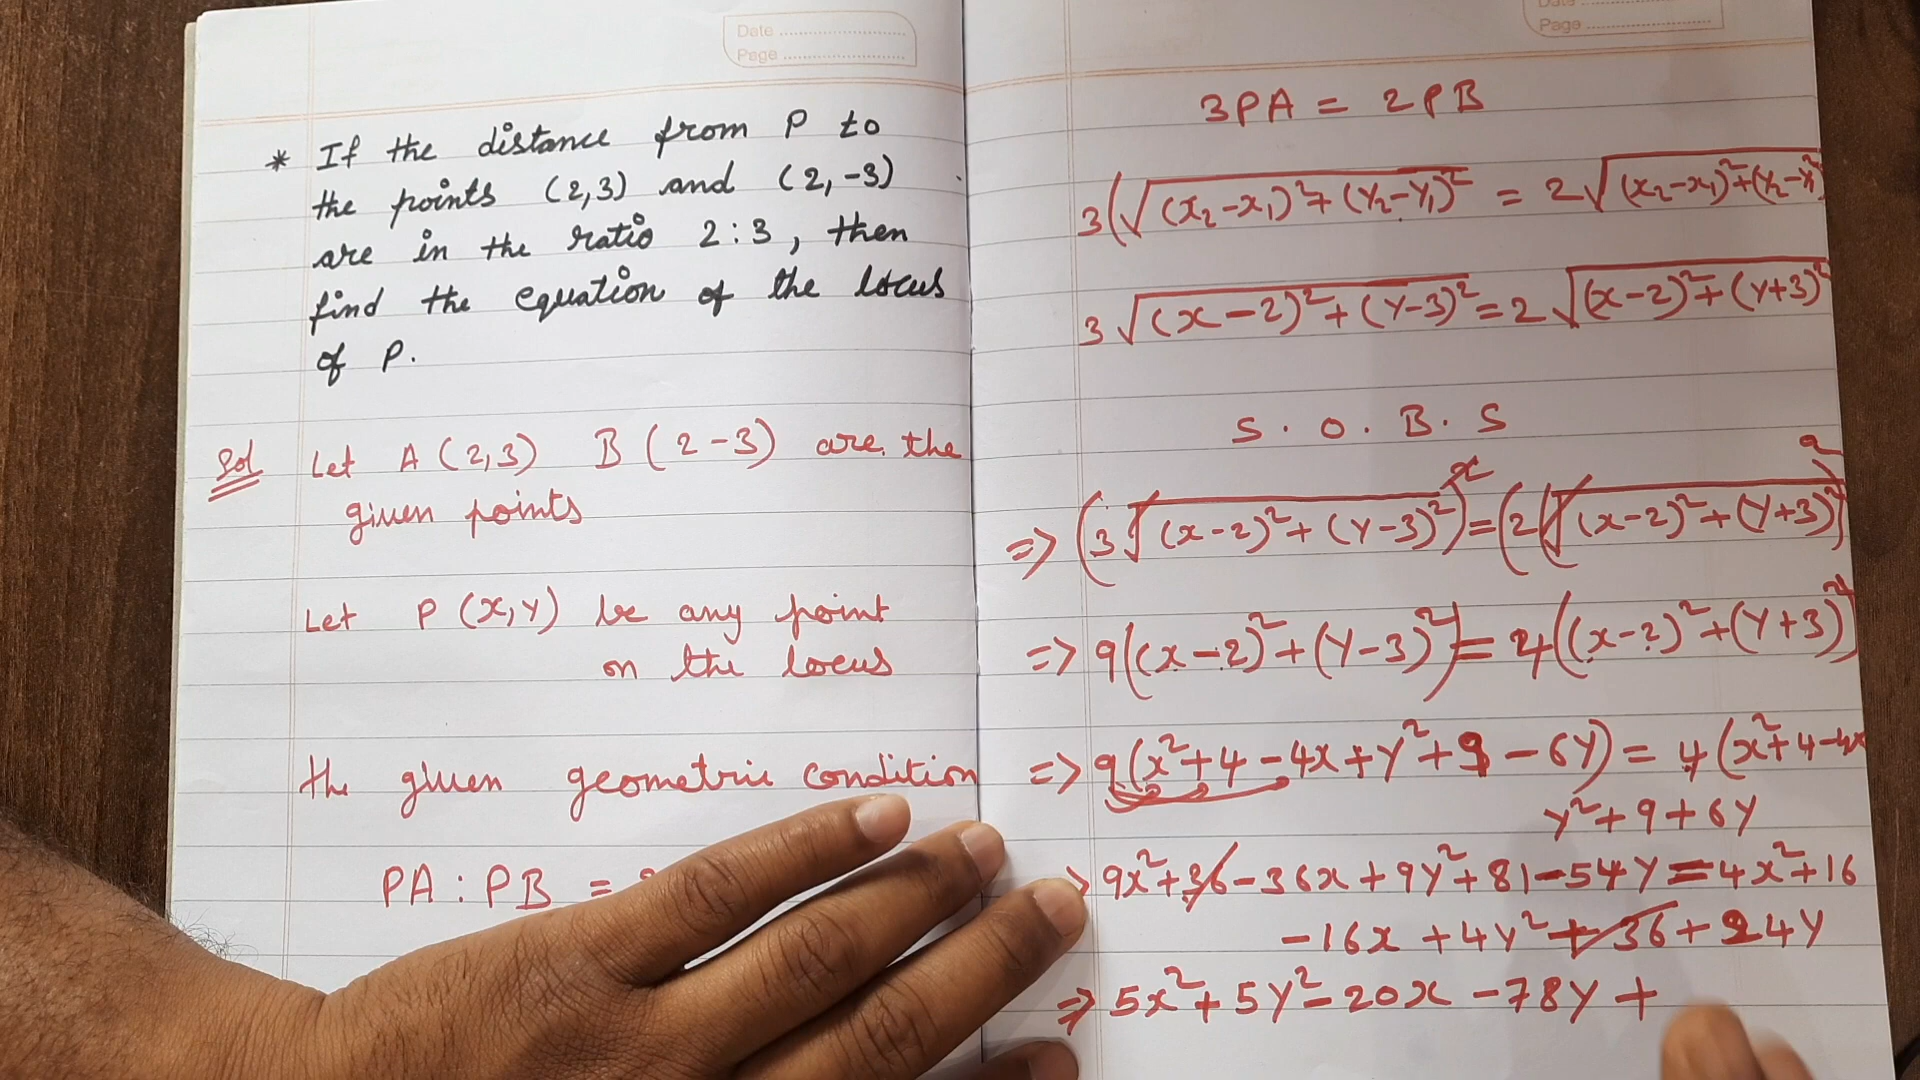 Date
Page
* If the distance from P to
the points (2,3) and (2,-3)
are in the ratio 2:3, then
find the equation of the locus
of P.
Sol Let A (2,3) B (2-3) are the
given points
Let P (x,y) be any point
on the locus
the given geometric condition
PA : PB =
Date
Page
3PA = 2PB
3(√(x₂-x₁)²+(y₂-y₁)² = 2√(x₂-x₁)²+(y₂-y₁)²
3√(x-2)²+(y-3)² = 2√(x-2)²+(y+3)²
S.O.B.S
=> (3√(x-2)²+(y-3)²)² = (2√(x-2)²+(y+3)²)²
=> 9((x-2)²+(y-3)²) = 4((x-2)²+(y+3)²)
=> 9(x²+4-4x+y²+9-6y) = 4(x²+4-4x
y²+9+6y
> 9x²+36-36x+9y²+81-54y=4x²+16
-16x+4y²+36+24y
=> 5x²+5y²-20x-78y+